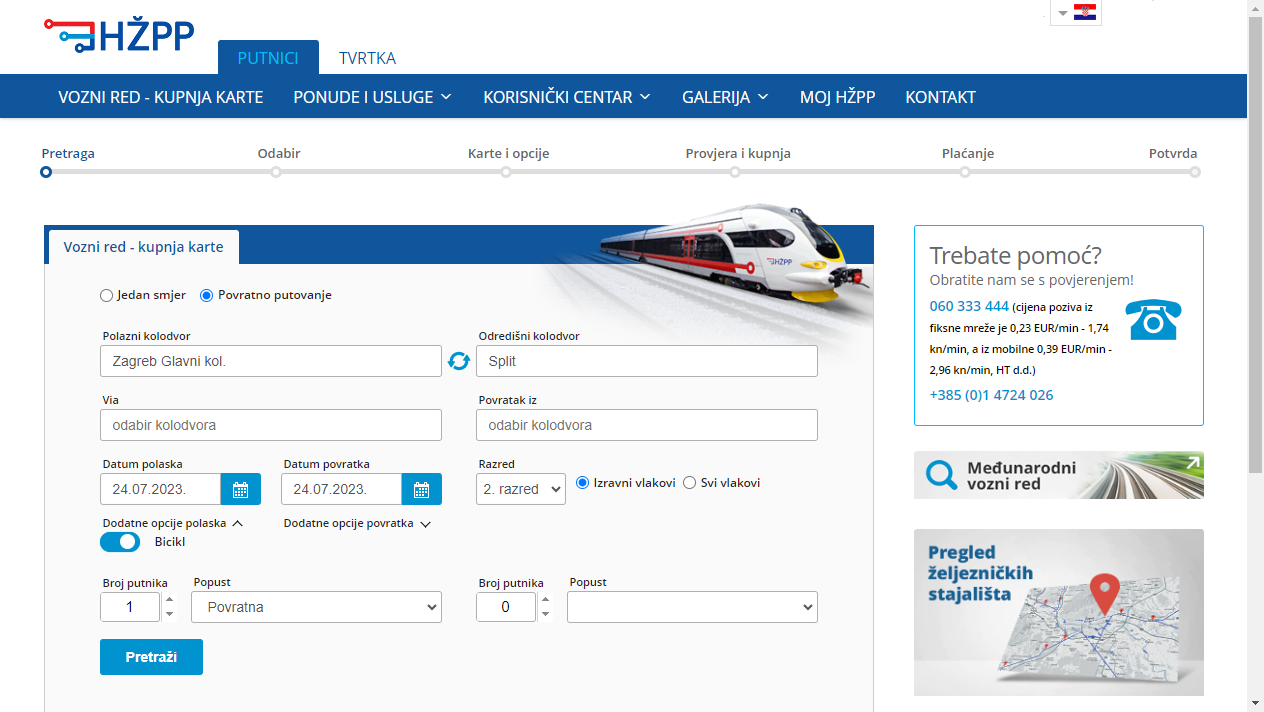 HŽPP
PUTNICI
TVRTKA
VOZNI RED - KUPNJA KARTE
PONUDE I USLUGE
KORISNIČKI CENTAR
GALERIJA
MOJ HŽPP
KONTAKT
Pretraga
Odabir
Karte i opcije
Provjera i kupnja
Plaćanje
Potvrda
Vozni red - kupnja karte
HŽPP
Jedan smjer
Povratno putovanje
Polazni kolodvor
Odredišni kolodvor
Zagreb Glavni kol.
Split
Via
Povratak iz
odabir kolodvora
odabir kolodvora
Datum polaska
Datum povratka
Razred
24.07.2023.
24.07.2023.
2. razred
Izravni vlakovi
Svi vlakovi
Dodatne opcije polaska
Dodatne opcije povratka
Bicikl
Broj putnika
Popust
Broj putnika
Popust
1
Povratna
0
Pretraži
Trebate pomoć?
Obratite nam se s povjerenjem!
060 333 444 (cijena poziva iz
fiksne mreže je 0,23 EUR/min - 1,74
kn/min, a iz mobilne 0,39 EUR/min -
2,96 kn/min, HT d.d.)
+385 (0)1 4724 026
Međunarodni
vozni red
Pregled
željezničkih
stajališta